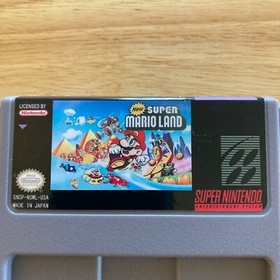 LICENSED BY
Nintendo
New SUPER
MARIO LAND
SNSP-NSML-USA
MADE IN JAPAN
SUPER NINTENDO
ENTERTAINMENT SYSTEM